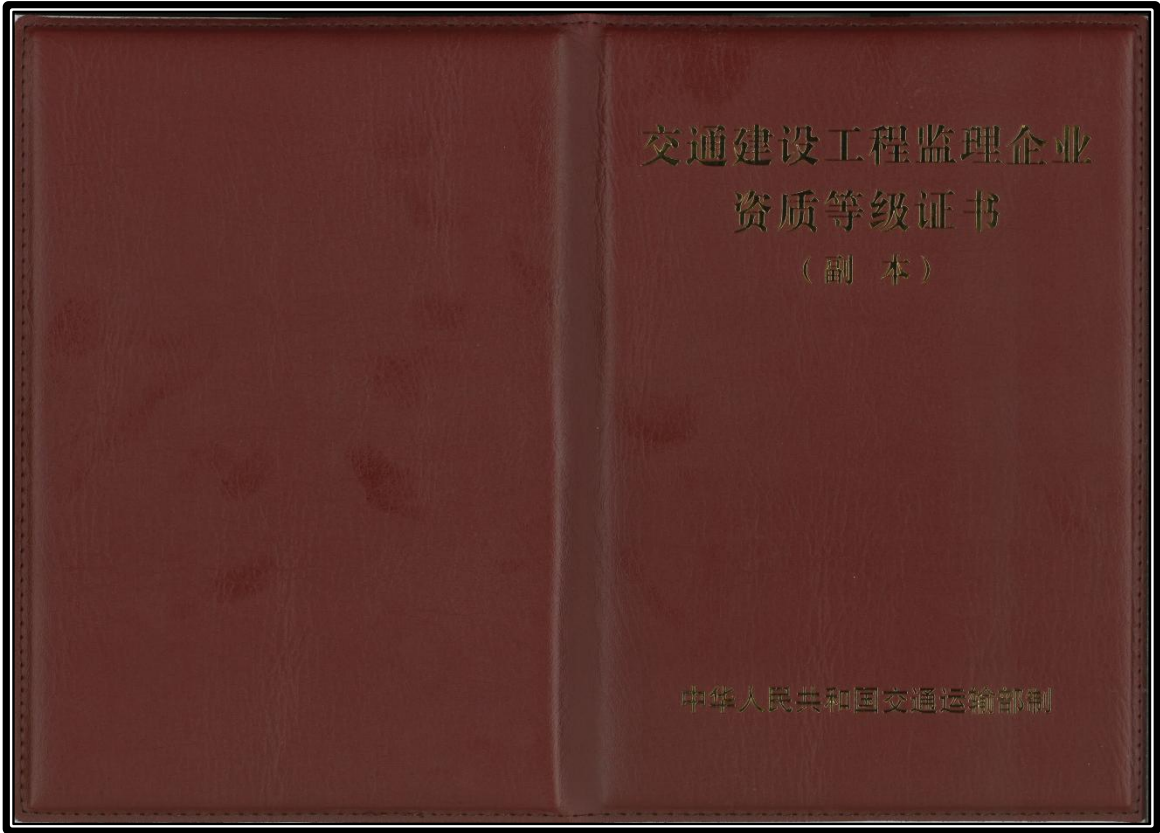 交通建设工程监理企业
资质等级证书
（副 本）
中华人民共和国交通运输部制